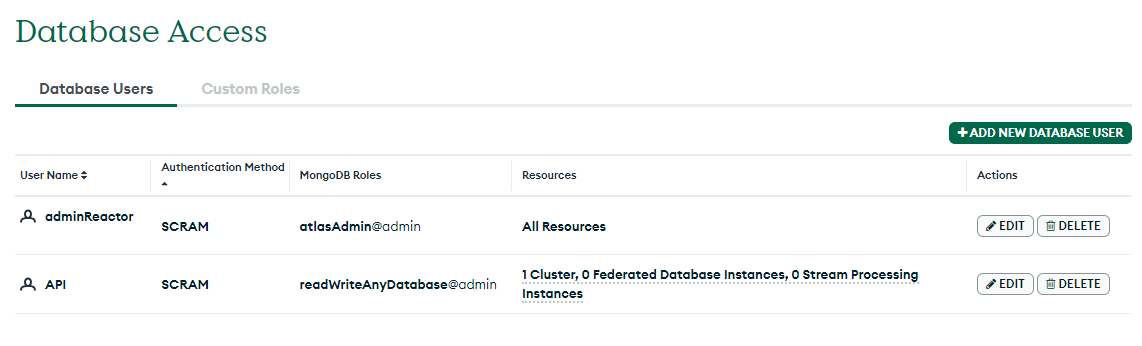 Database Access
Database Users
Custom Roles
ADD NEW DATABASE USER
User Name
Authentication Method
MongoDB Roles
Resources
Actions
adminReactor
SCRAM
atlasAdmin@admin
All Resources
EDIT
DELETE
API
SCRAM
readWriteAnyDatabase@admin
1 Cluster, 0 Federated Database Instances, 0 Stream Processing
Instances
EDIT
DELETE